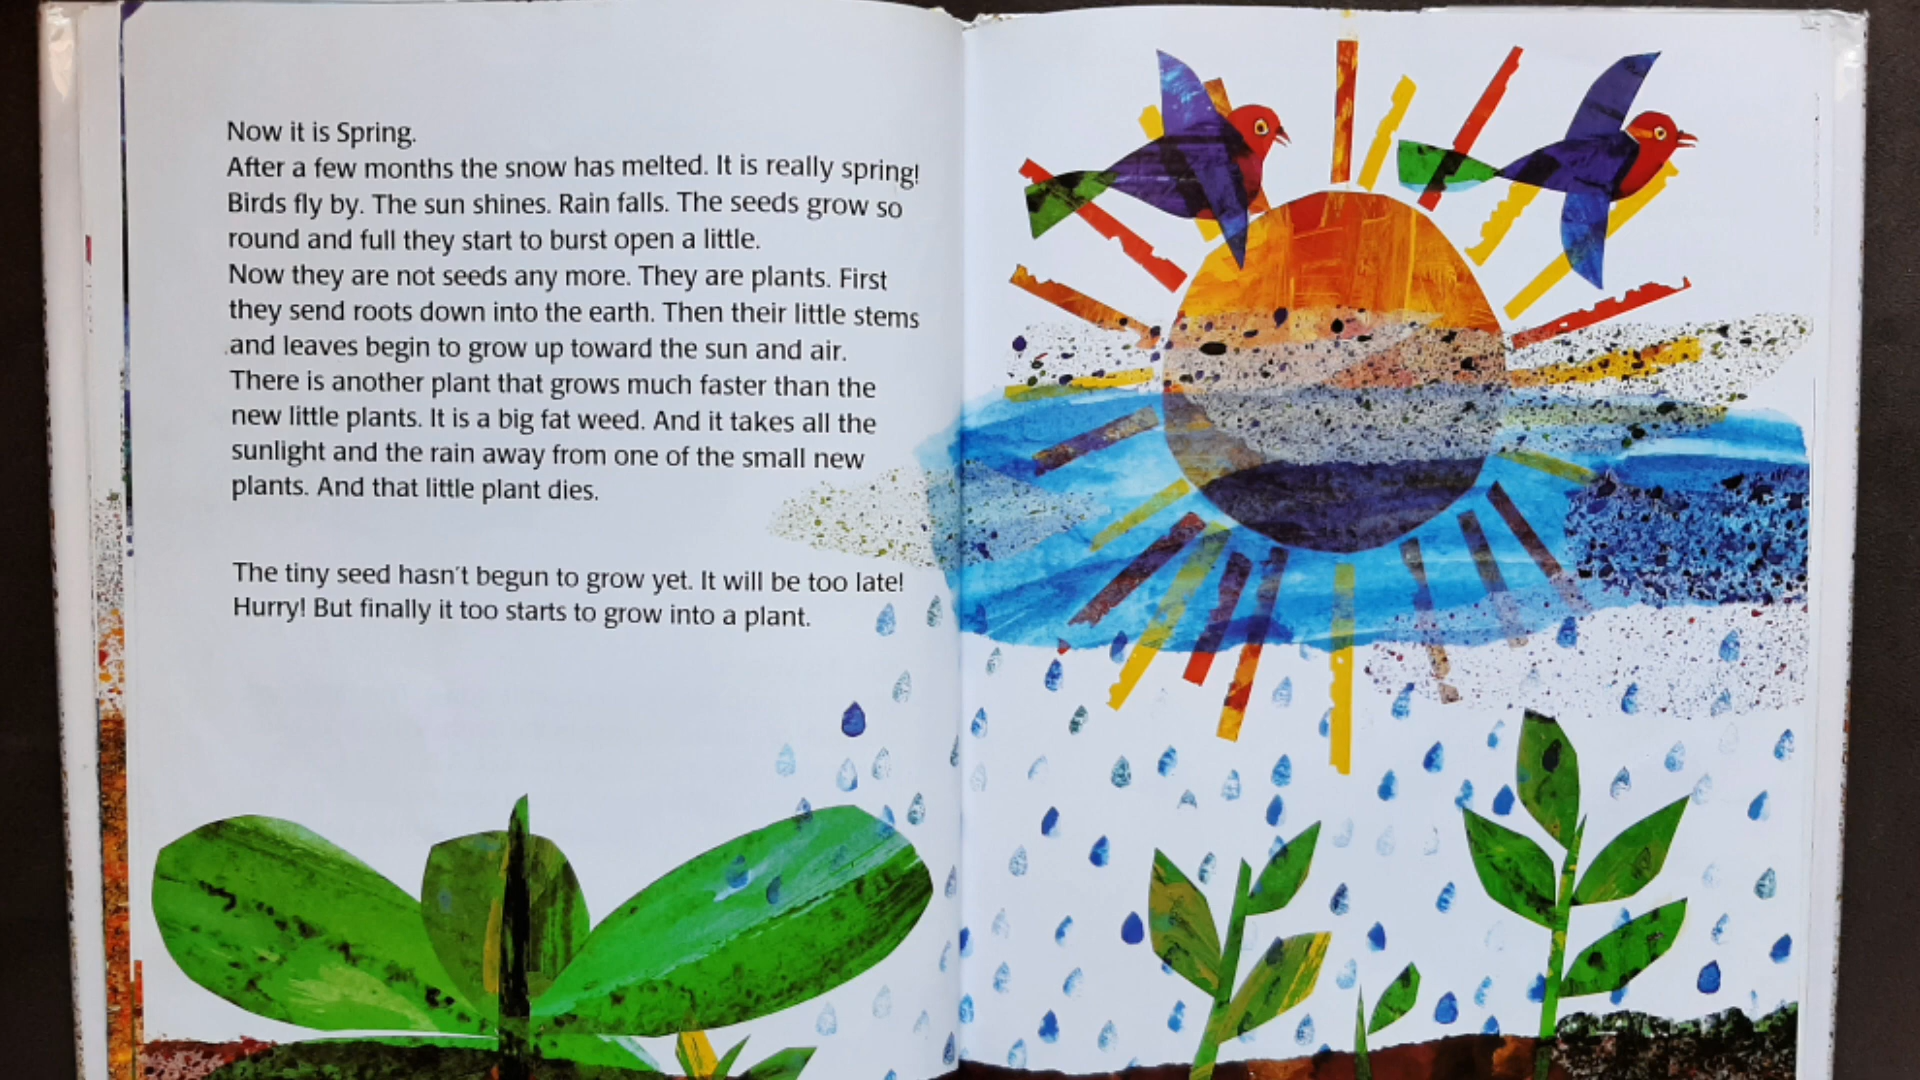 Now it is Spring.
After a few months the snow has melted. It is really spring!
Birds fly by. The sun shines. Rain falls. The seeds grow so
round and full they start to burst open a little.
Now they are not seeds any more. They are plants. First
they send roots down into the earth. Then their little stems
and leaves begin to grow up toward the sun and air.
There is another plant that grows much faster than the
new little plants. It is a big fat weed. And it takes all the
sunlight and the rain away from one of the small new
plants. And that little plant dies.
The tiny seed hasn't begun to grow yet. It will be too late!
Hurry! But finally it too starts to grow into a plant.